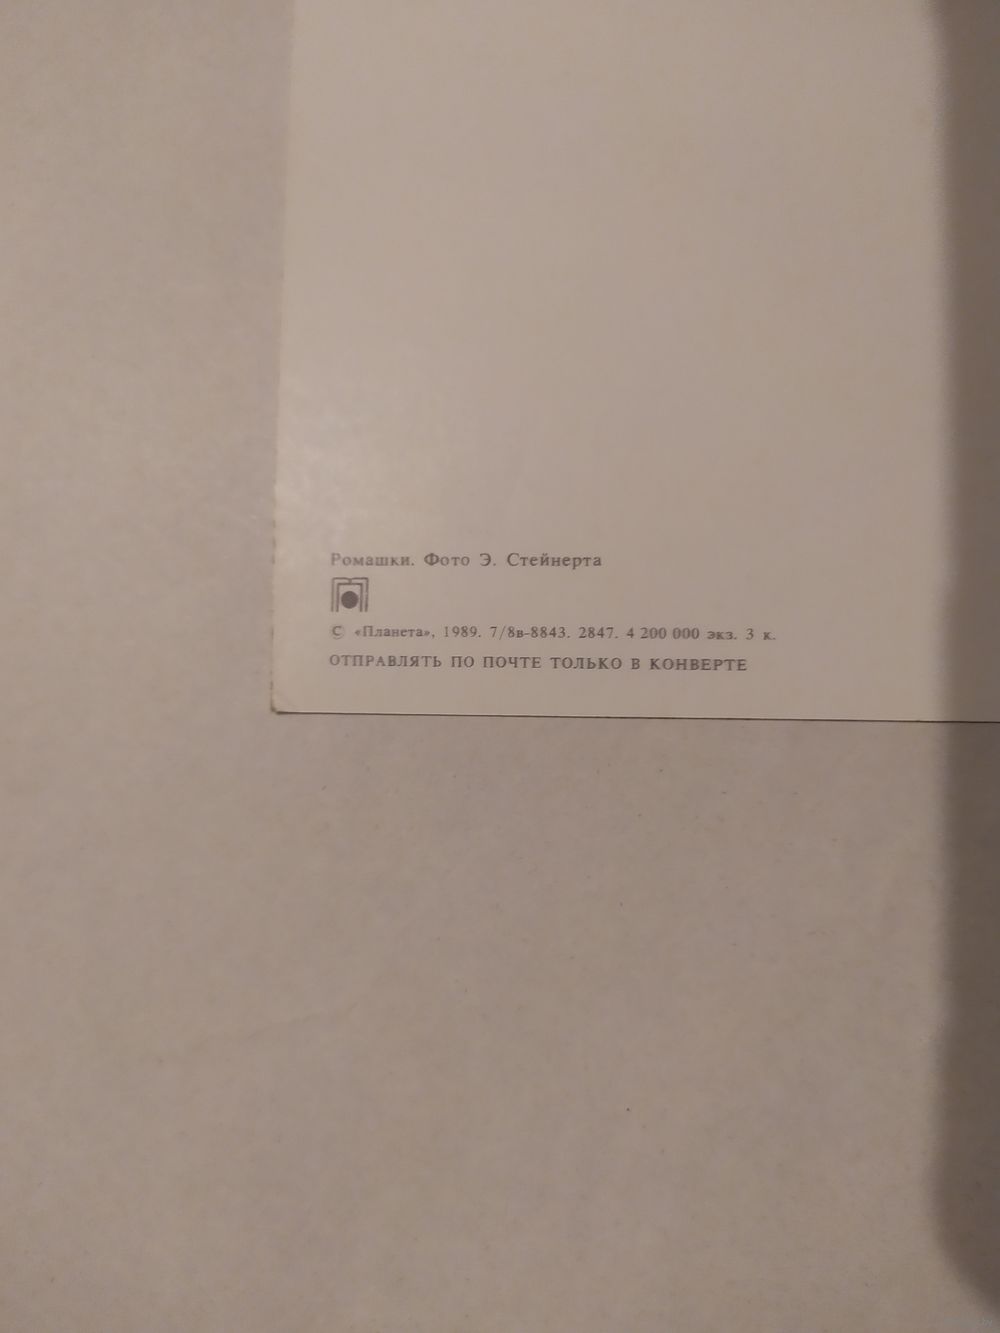 Ромашки. Фото Э. Стейнерта
© «Планета», 1989. 7/8в-8843. 2847. 4 200 000 экз. 3 к.
ОТПРАВЛЯТЬ ПО ПОЧТЕ ТОЛЬКО В КОНВЕРТЕ